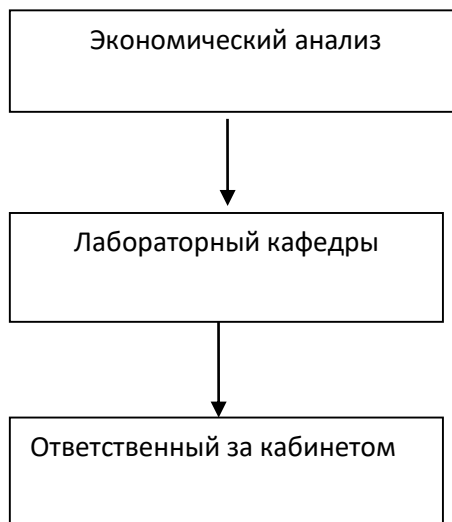 Экономический анализ
Лабораторный кафедры
Ответственный за кабинетом